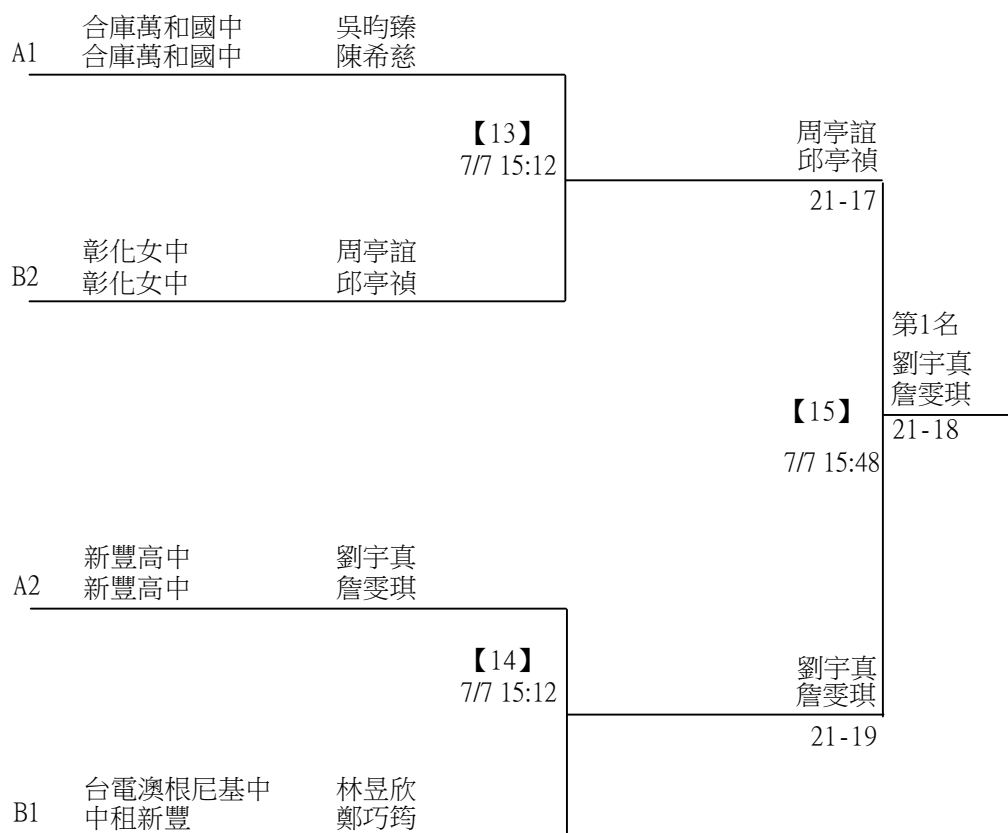 合庫萬和國中 吳昀臻
A1 合庫萬和國中 陳希慈
【13】
7/7 15:12
周亭誼
邱亭禎
21-17
彰化女中 周亭誼
B2 彰化女中 邱亭禎
第1名
劉宇真
詹雯琪
【15】
21-18
7/7 15:48
新豐高中 劉宇真
A2 新豐高中 詹雯琪
【14】
7/7 15:12
劉宇真
詹雯琪
21-19
台電澳根尼基中 林昱欣
B1 中租新豐 鄭巧筠